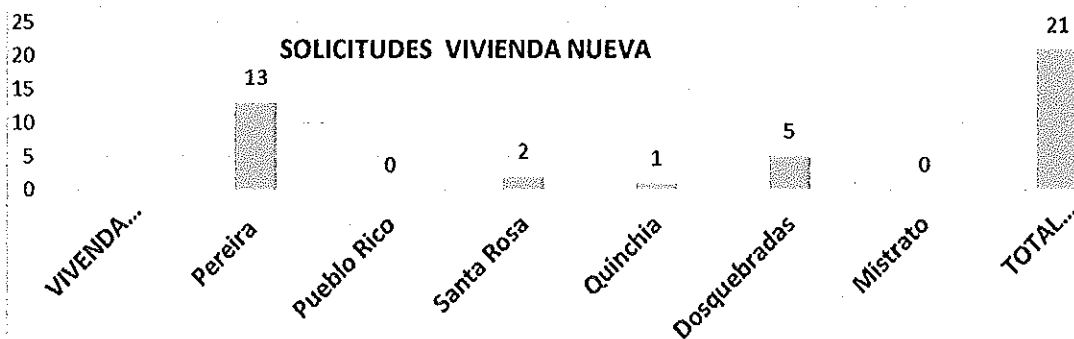 SOLICITUDES VIVIENDA NUEVA
25
20
15
10
5
0
13
0
2
1
5
0
21
VIVENDA...
Pereira
Pueblo Rico
Santa Rosa
Quinchia
Dosquebradas
Mistrato
TOTAL...